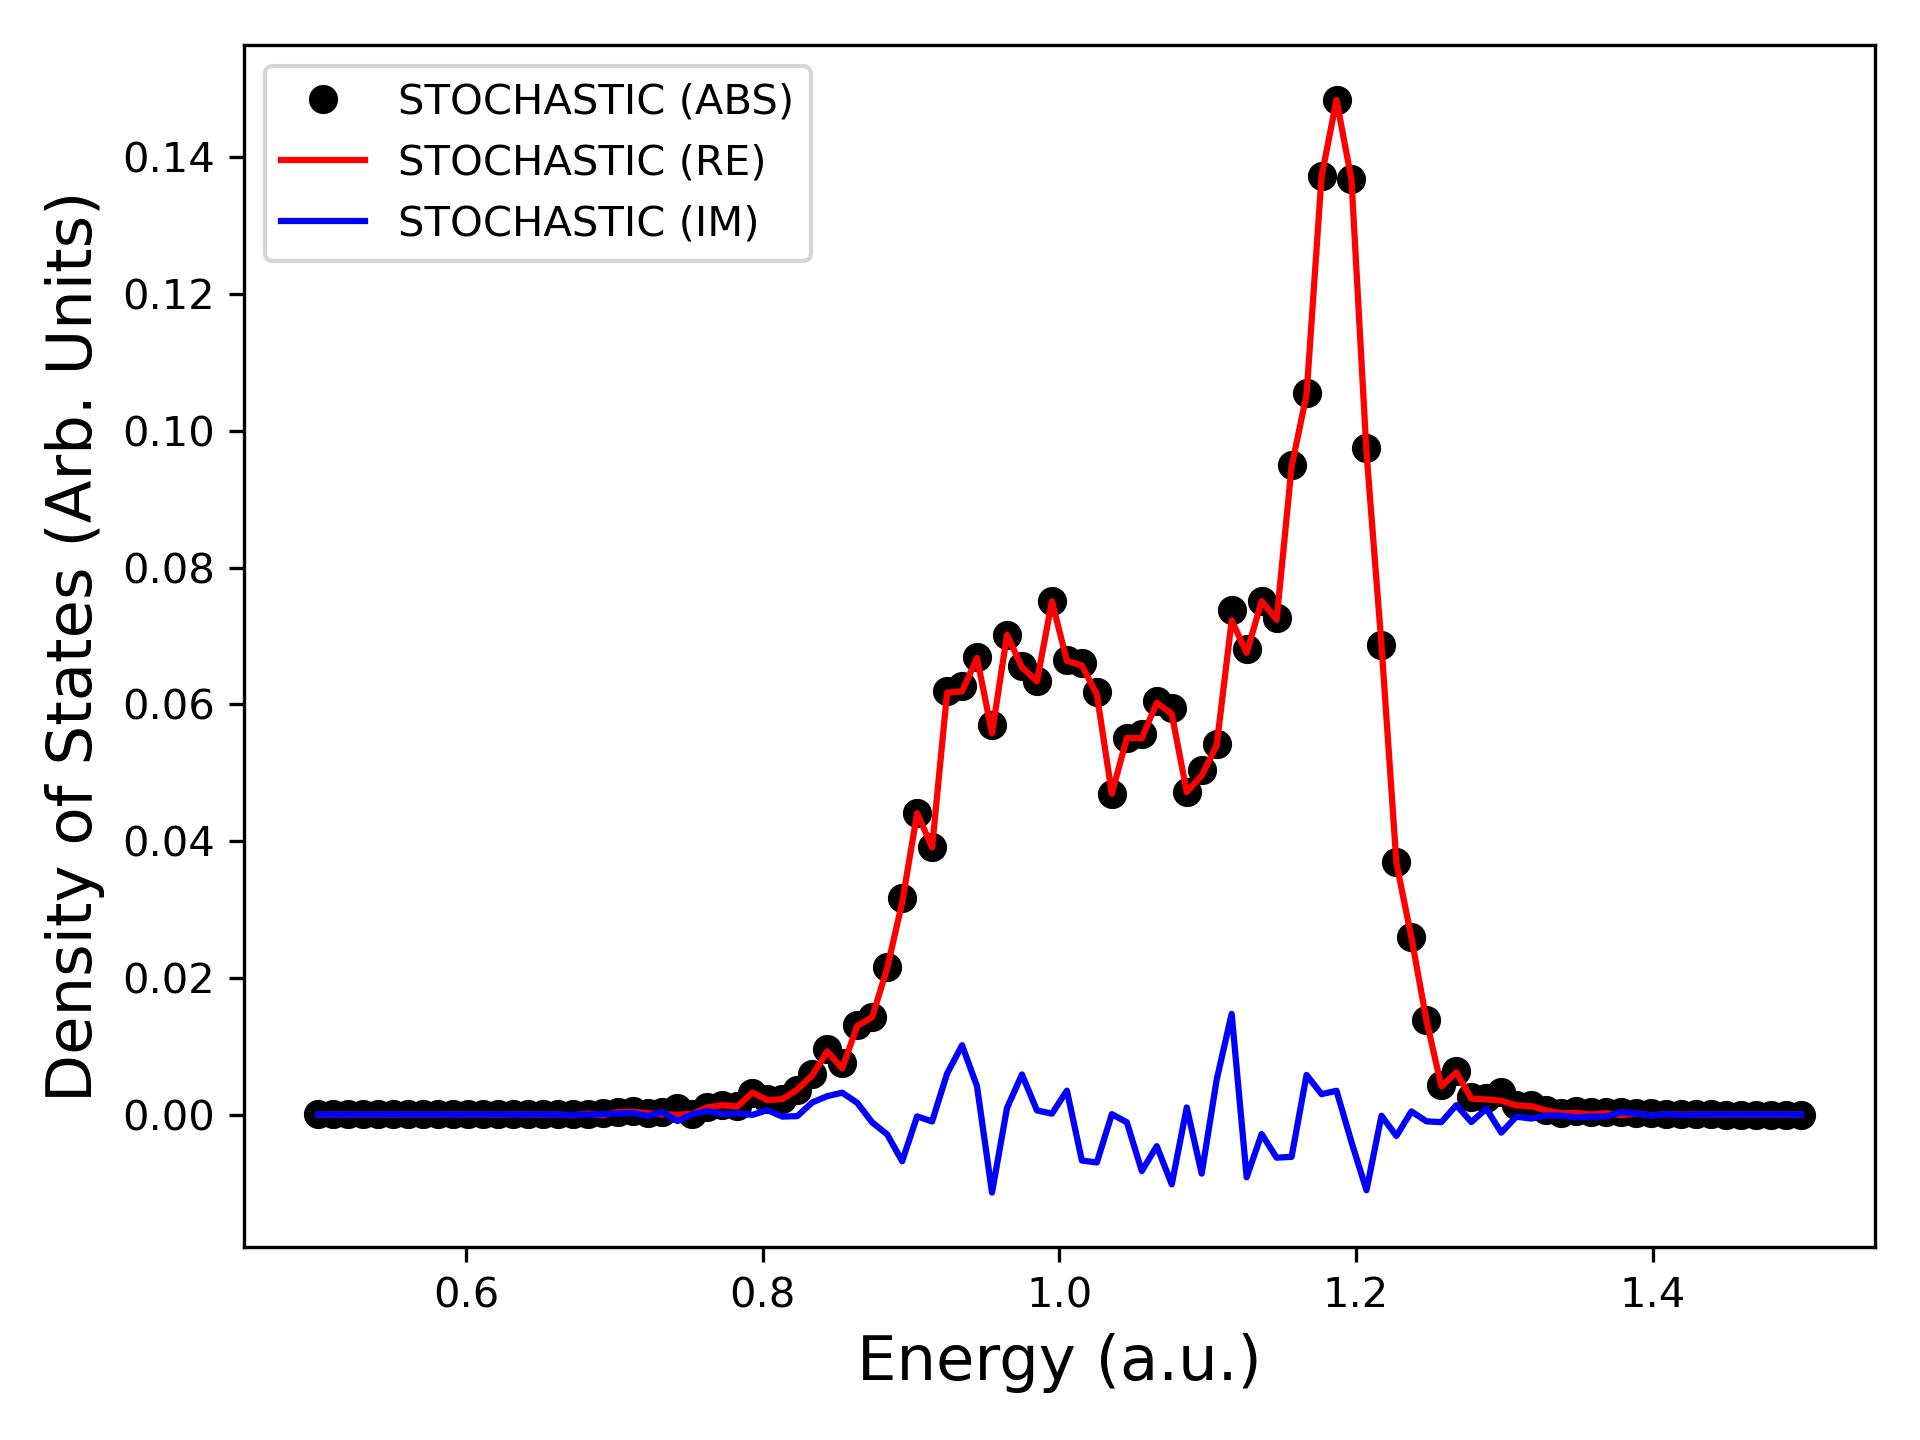 STOCHASTIC (ABS)
STOCHASTIC (RE)
STOCHASTIC (IM)
Density of States (Arb. Units)
0.14
0.12
0.10
0.08
0.06
0.04
0.02
0.00
0.6
0.8
1.0
1.2
1.4
Energy (a.u.)